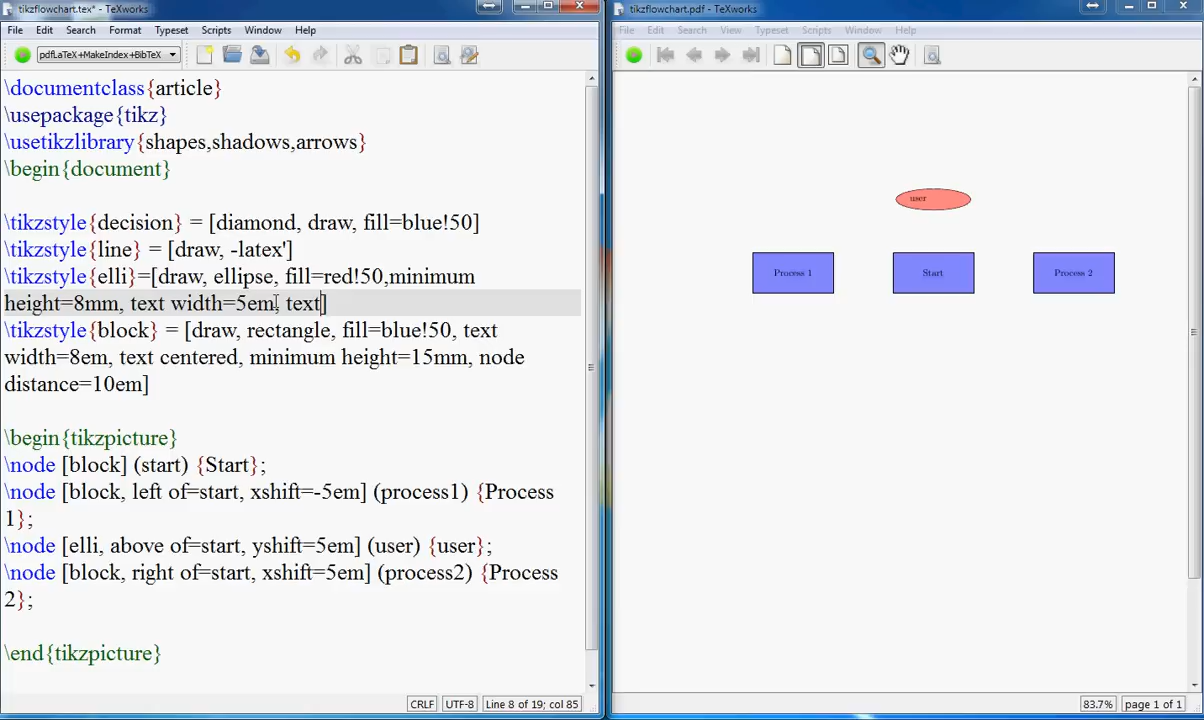 tikzflowchart.tex* - TeXworks
File Edit Search Format Typeset Scripts Window Help
pdfLaTeX+MakeIndex+BibTeX
\documentclass{article}
\usepackage{tikz}
\usetikzlibrary{shapes,shadows,arrows}
\begin{document}
\tikzstyle{decision} = [diamond, draw, fill=blue!50]
\tikzstyle{line} = [draw, -latex']
\tikzstyle{elli}=[draw, ellipse, fill=red!50,minimum
height=8mm, text width=5em, text]
\tikzstyle{block} = [draw, rectangle, fill=blue!50, text
width=8em, text centered, minimum height=15mm, node
distance=10em]
\begin{tikzpicture}
\node [block] (start) {Start};
\node [block, left of=start, xshift=-5em] (process1) {Process
1};
\node [elli, above of=start, yshift=5em] (user) {user};
\node [block, right of=start, xshift=5em] (process2) {Process
2};
\end{tikzpicture}
CRLF UTF-8 Line 8 of 19; col 85
tikzflowchart.pdf - TeXworks
File Edit Search View Typeset Scripts Window Help
user
Process 1 Start Process 2
83.7% page 1 of 1